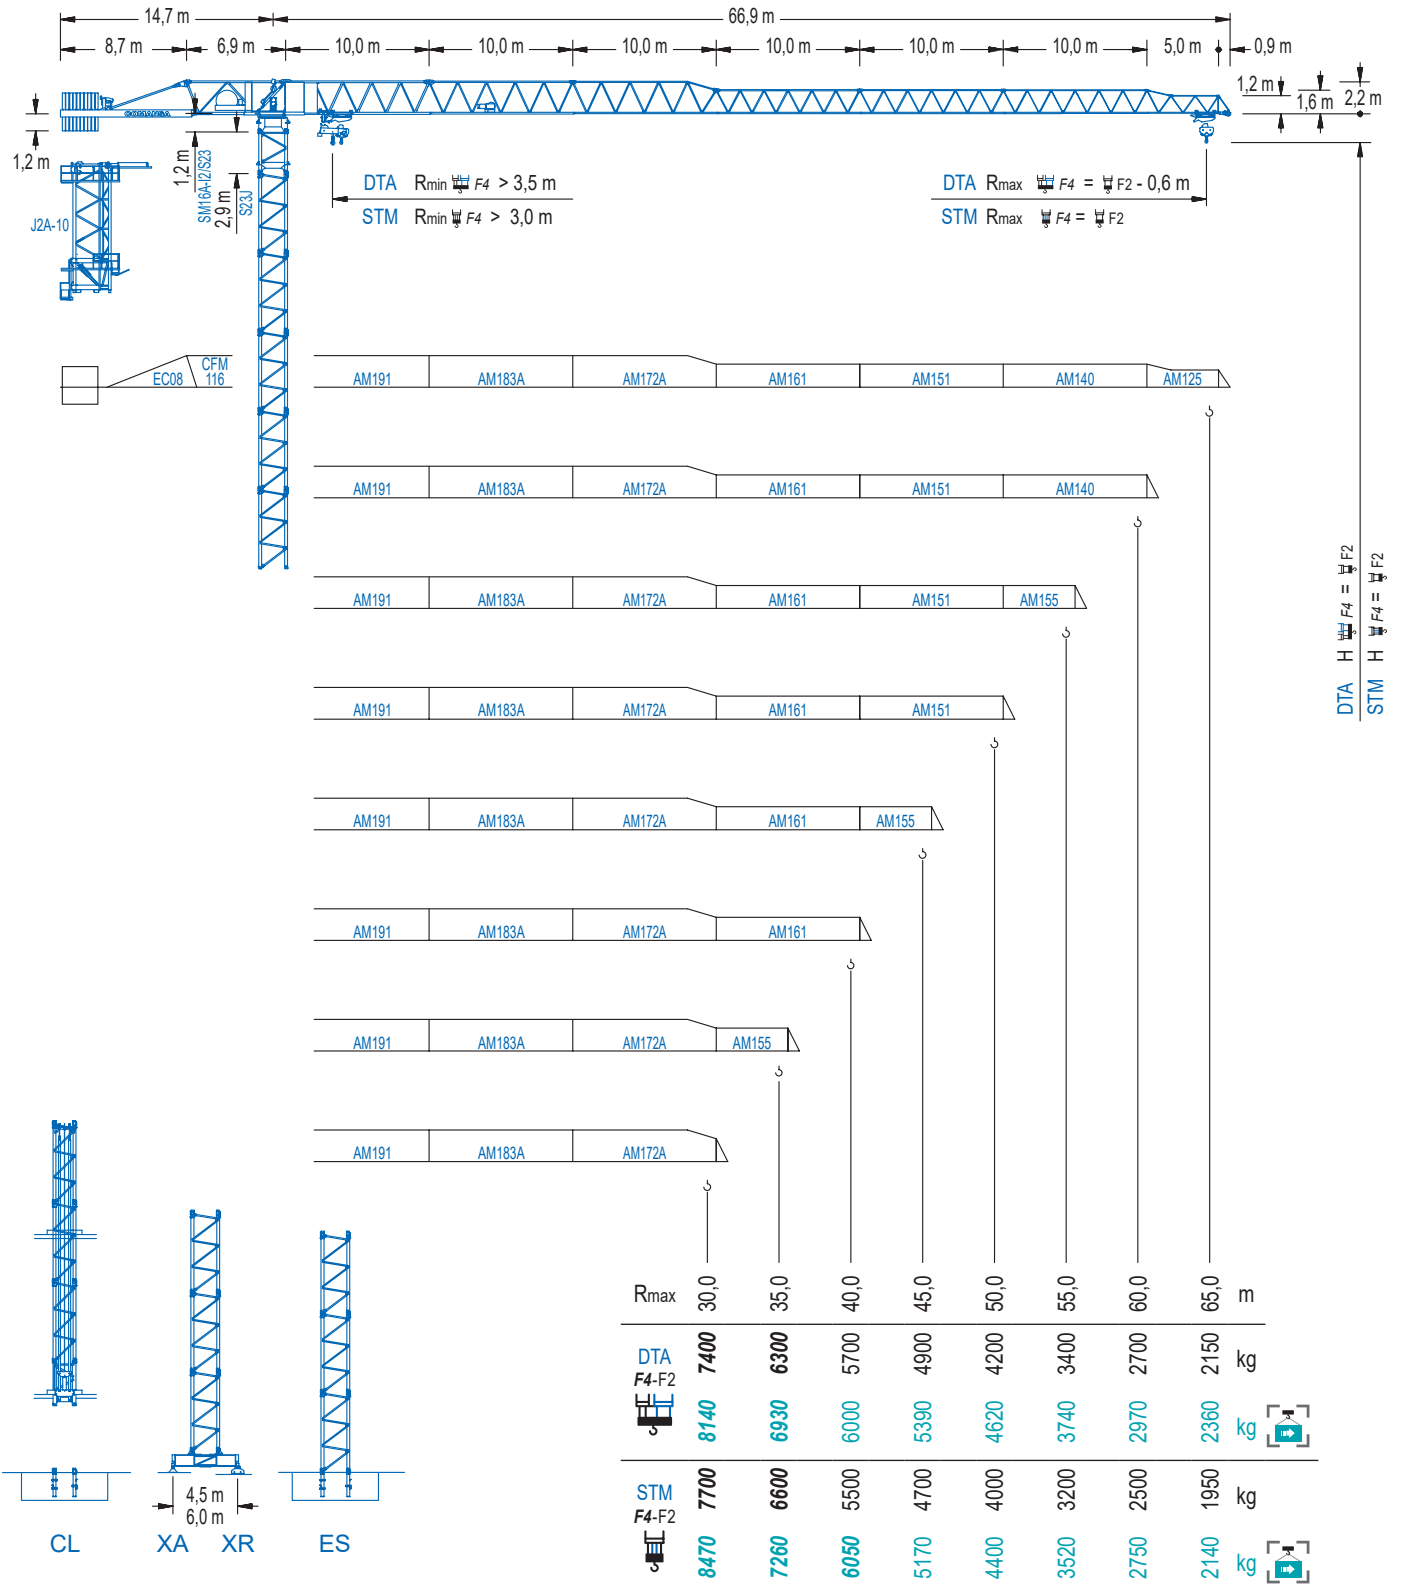 14,7 m 66,9 m
8,7 m 6,9 m 10,0 m 10,0 m 10,0 m 10,0 m 10,0 m 10,0 m 5,0 m 0,9 m
COMANSA
1,2 m 1,6 m 2,2 m
1,2 m
1,2 m
SM16A-I2/S23
2,9 m
S23J
J2A-10
DTA Rmin F4 > 3,5 m
STM Rmin F4 > 3,0 m
DTA Rmax F4 = F2 - 0,6 m
STM Rmax F4 = F2
EC08 CFM 116
AM191 AM183A AM172A AM161 AM151 AM140 AM125
AM191 AM183A AM172A AM161 AM151 AM140
AM191 AM183A AM172A AM161 AM151 AM155
AM191 AM183A AM172A AM161 AM151
AM191 AM183A AM172A AM161 AM155
AM191 AM183A AM172A AM161
AM191 AM183A AM172A AM155
AM191 AM183A AM172A
DTA H F4 = F2
STM H F4 = F2
Rmax 30,0 35,0 40,0 45,0 50,0 55,0 60,0 65,0 m
DTA F4-F2 7400 6300 5700 4900 4200 3400 2700 2150 kg
8140 6930 6000 5390 4620 3740 2970 2360 kg
STM F4-F2 7700 6600 5500 4700 4000 3200 2500 1950 kg
8470 7260 6050 5170 4400 3520 2750 2140 kg
4,5 m
6,0 m
CL XA XR ES